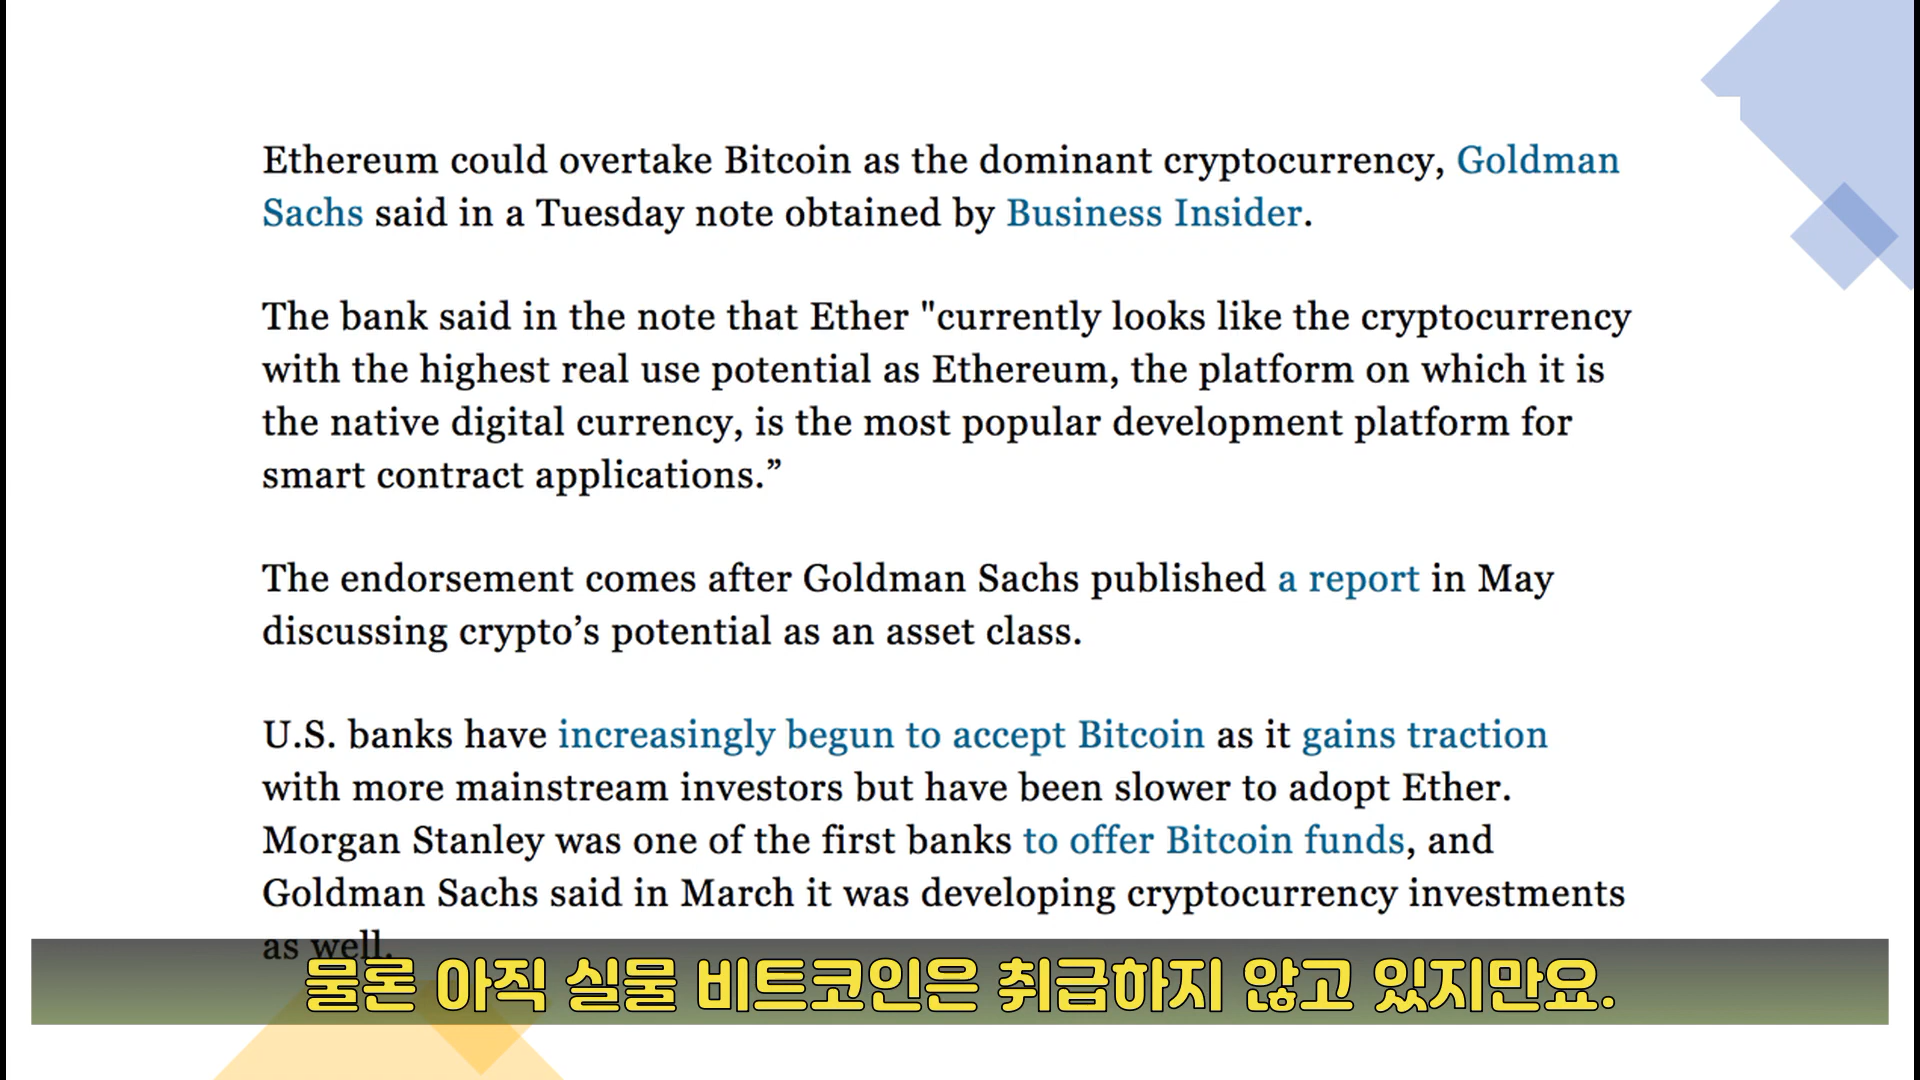 Ethereum could overtake Bitcoin as the dominant cryptocurrency, Goldman
Sachs said in a Tuesday note obtained by Business Insider.
The bank said in the note that Ether "currently looks like the cryptocurrency
with the highest real use potential as Ethereum, the platform on which it is
the native digital currency, is the most popular development platform for
smart contract applications.”
The endorsement comes after Goldman Sachs published a report in May
discussing crypto’s potential as an asset class.
U.S. banks have increasingly begun to accept Bitcoin as it gains traction
with more mainstream investors but have been slower to adopt Ether.
Morgan Stanley was one of the first banks to offer Bitcoin funds, and
Goldman Sachs said in March it was developing cryptocurrency investments
as well.
물론 아직 실물 비트코인은 취급하지 않고 있지만요.